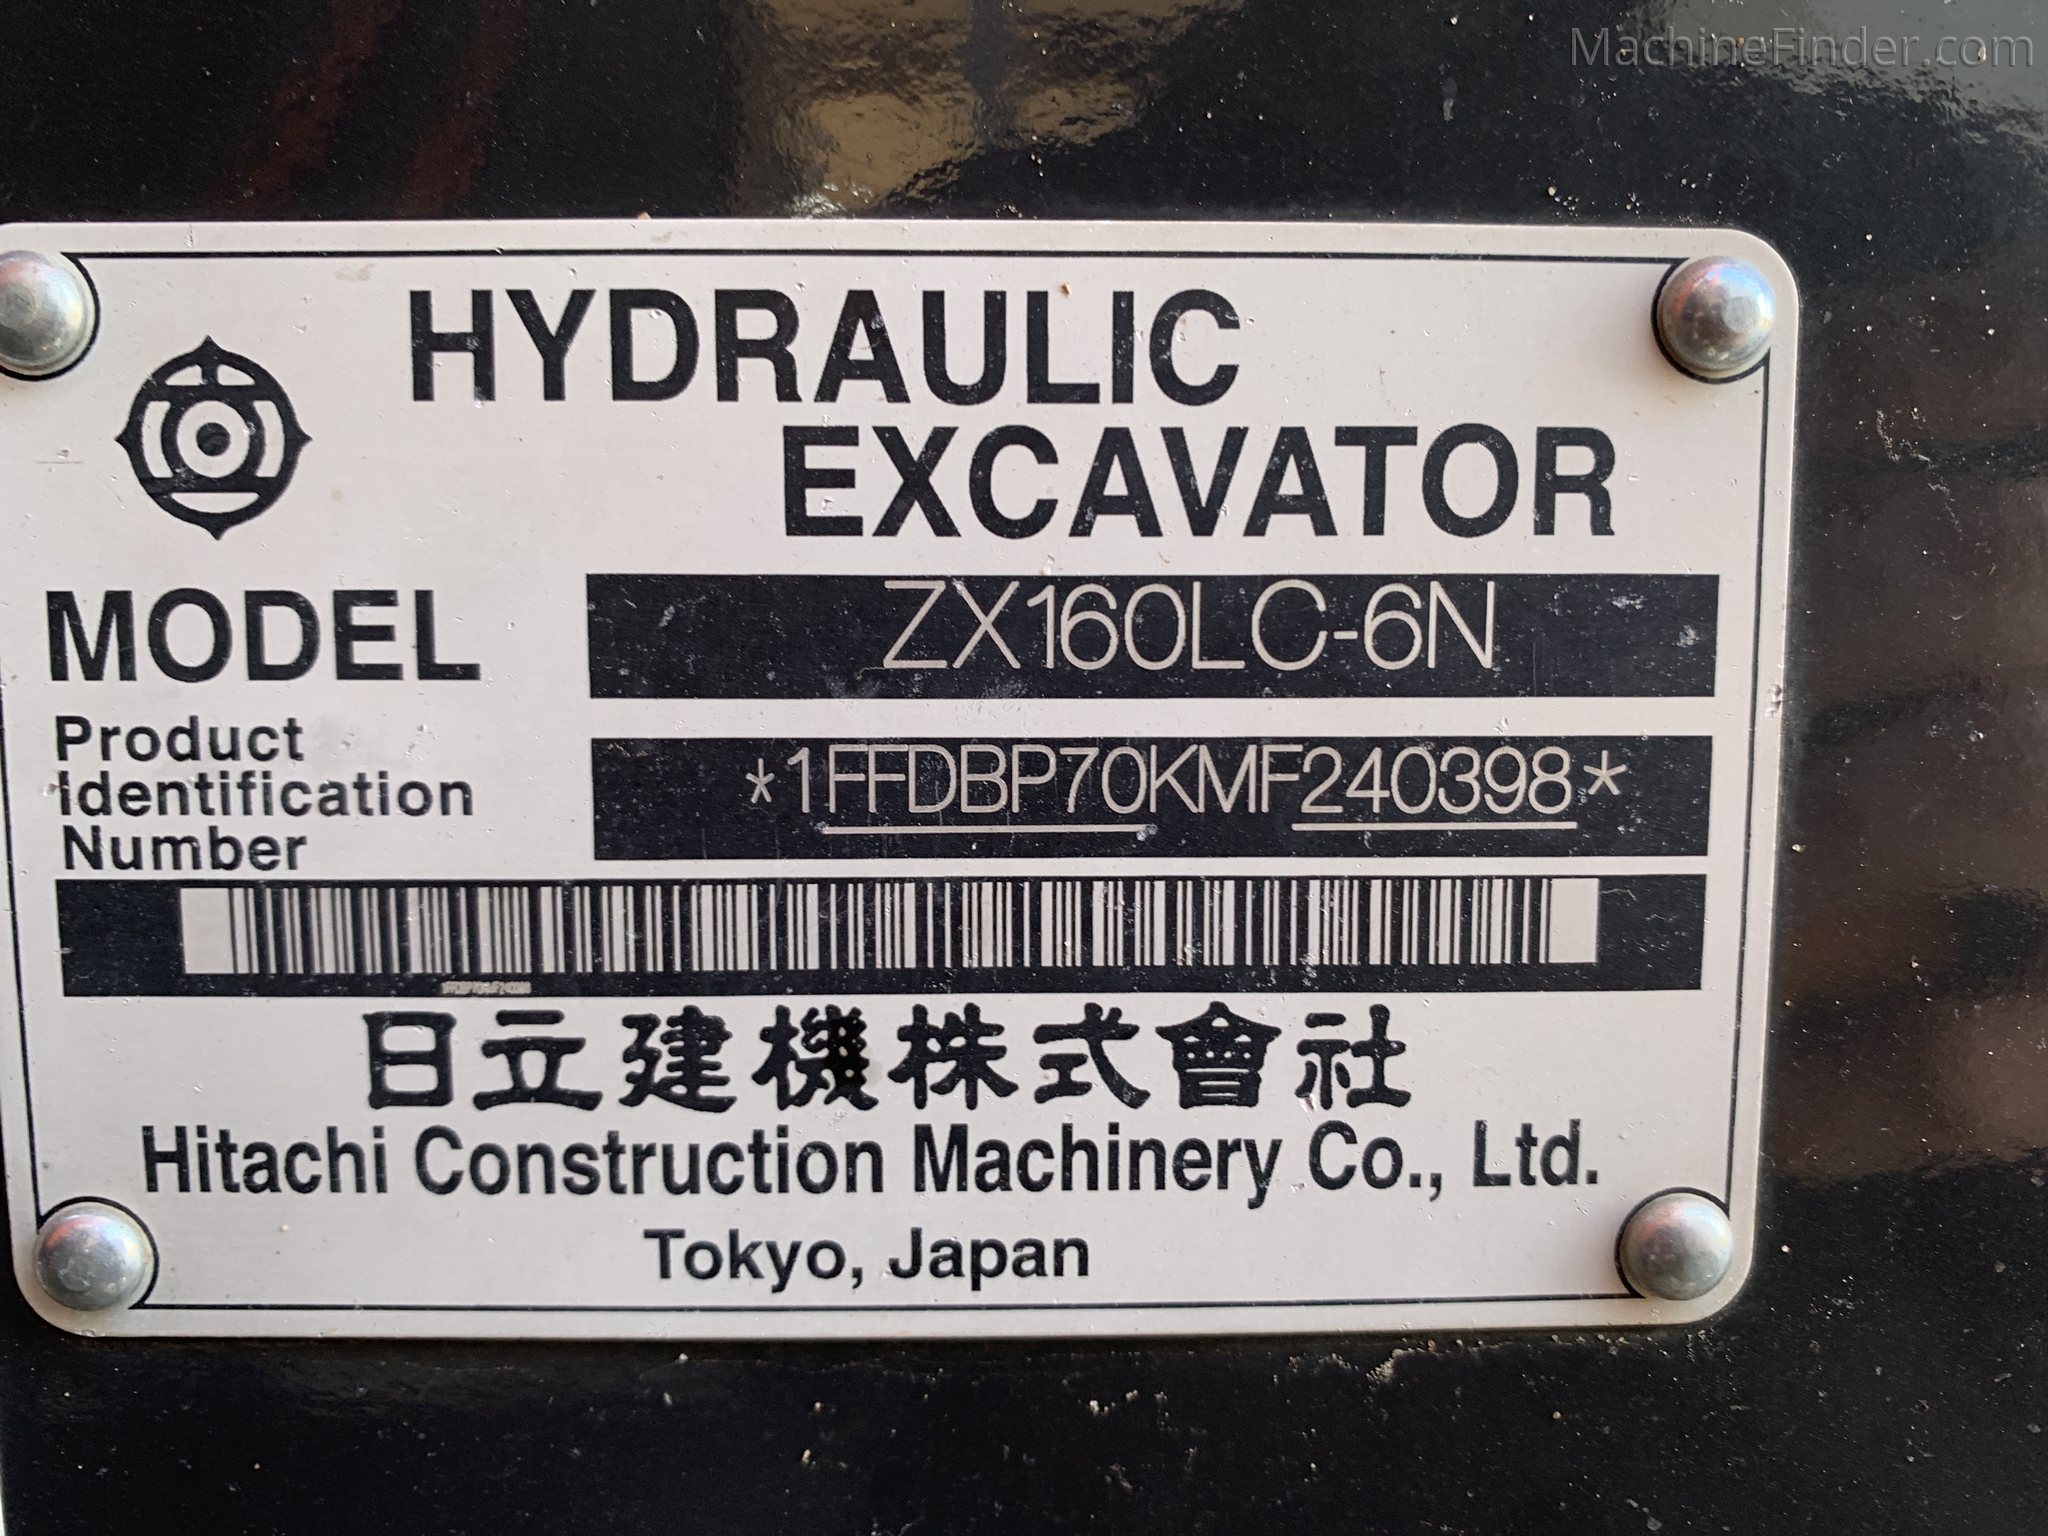 MachineFinder.com
HYDRAULIC
EXCAVATOR
MODEL ZX160LC-6N
Product
Identification
Number
*1FFDBP70KMF240398*
日立建機株式會社
Hitachi Construction Machinery Co., Ltd.
Tokyo, Japan